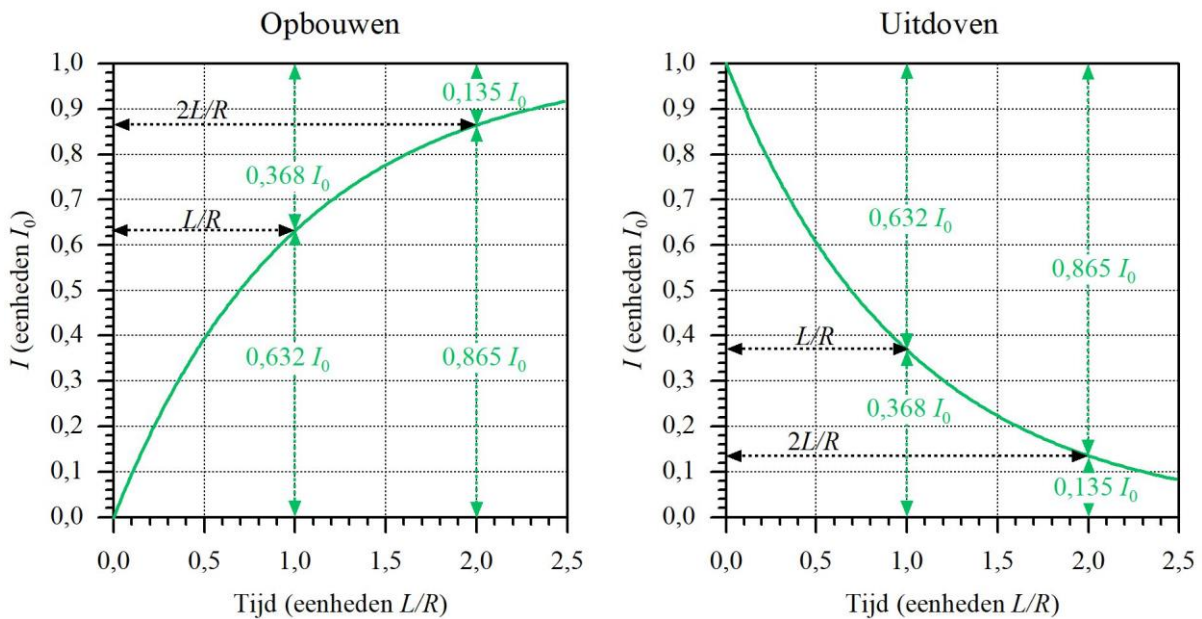 Opbouwen
1,0
0,9
0,8
0,7
0,6
0,5
0,4
0,3
0,2
0,1
0,0
I (eenheden I₀)
0,135 I₀
2L/R
0,368 I₀
L/R
0,632 I₀
0,865 I₀
0,0 0,5 1,0 1,5 2,0 2,5
Tijd (eenheden L/R)
Uitdoven
1,0
0,9
0,8
0,7
0,6
0,5
0,4
0,3
0,2
0,1
0,0
I (eenheden I₀)
0,632 I₀
0,865 I₀
L/R
0,368 I₀
2L/R
0,135 I₀
0,0 0,5 1,0 1,5 2,0 2,5
Tijd (eenheden L/R)